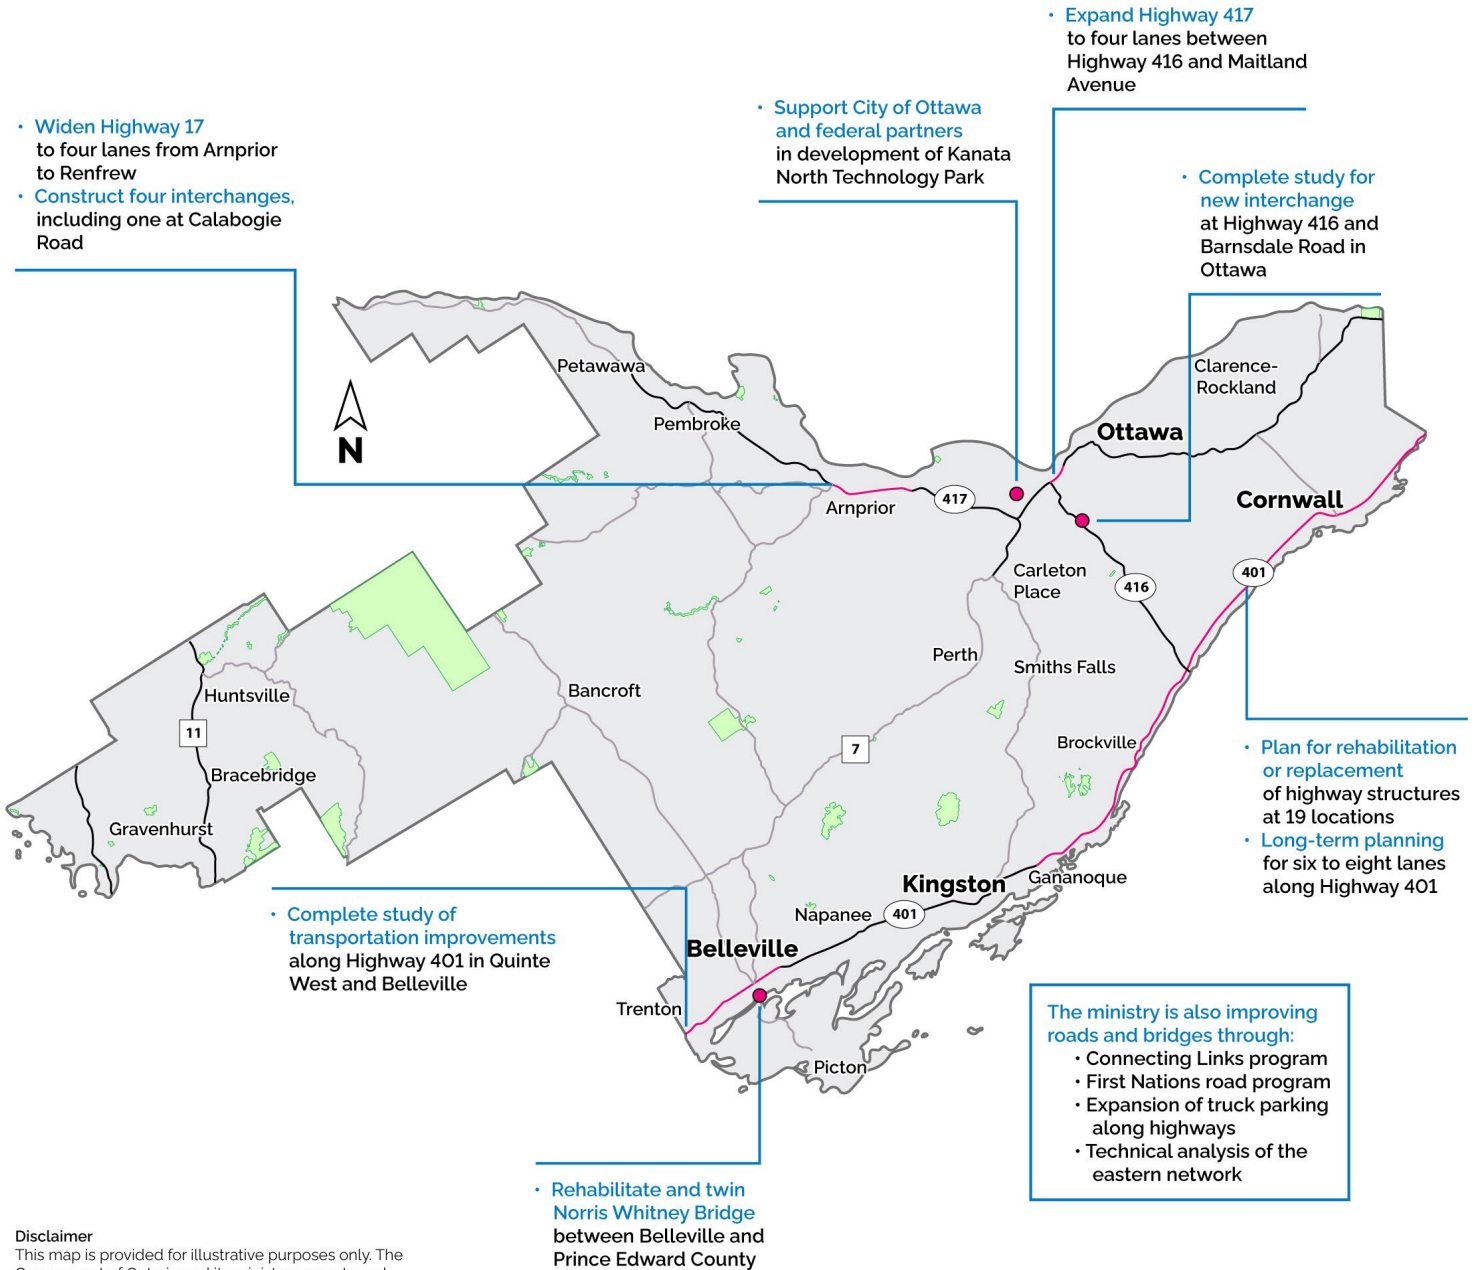 • Expand Highway 417
to four lanes between
Highway 416 and Maitland
Avenue
• Support City of Ottawa
and federal partners
in development of Kanata
North Technology Park
• Widen Highway 17
to four lanes from Arnprior
to Renfrew
• Construct four interchanges,
including one at Calabogie
Road
• Complete study for
new interchange
at Highway 416 and
Barnsdale Road in
Ottawa
N
Petawawa
Pembroke
Clarence-
Rockland
Ottawa
Arnprior
417
Cornwall
Carleton
Place
416
401
Perth
Smiths Falls
Huntsville
Bancroft
11
7
Brockville
Bracebridge
Gravenhurst
Kingston
Gananoque
Napanee
401
Belleville
Trenton
Picton
• Plan for rehabilitation
or replacement
of highway structures
at 19 locations
• Long-term planning
for six to eight lanes
along Highway 401
• Complete study of
transportation improvements
along Highway 401 in Quinte
West and Belleville
The ministry is also improving
roads and bridges through:
• Connecting Links program
• First Nations road program
• Expansion of truck parking
along highways
• Technical analysis of the
eastern network
• Rehabilitate and twin
Norris Whitney Bridge
between Belleville and
Prince Edward County
Disclaimer
This map is provided for illustrative purposes only. The